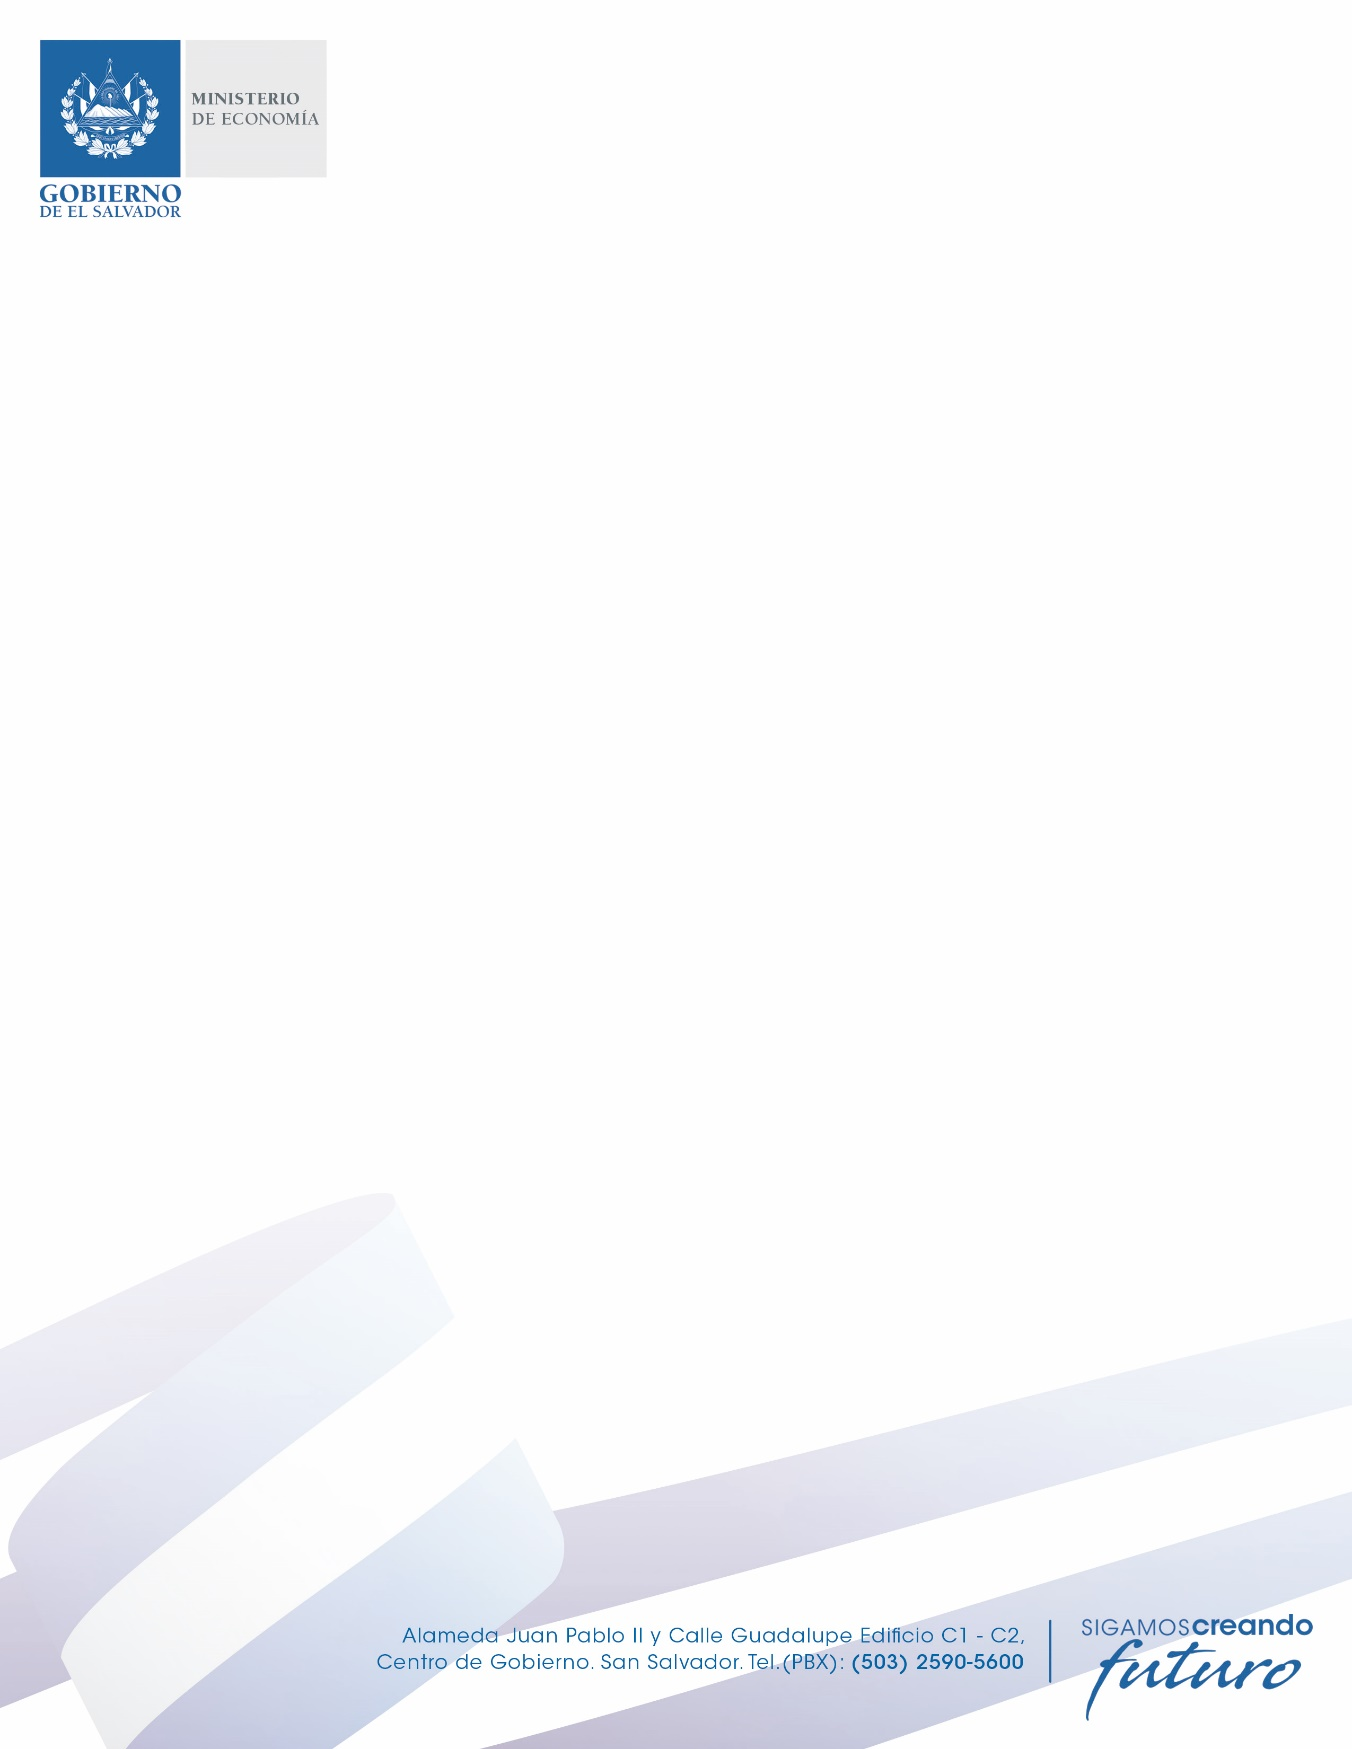 MINISTERIO
DE ECONOMÍA
GOBIERNO
DE EL SALVADOR
Alameda Juan Pablo II y Calle Guadalupe Edificio C1 - C2,
Centro de Gobierno. San Salvador. Tel.(PBX): (503) 2590-5600
SIGAMOScreando
futuro